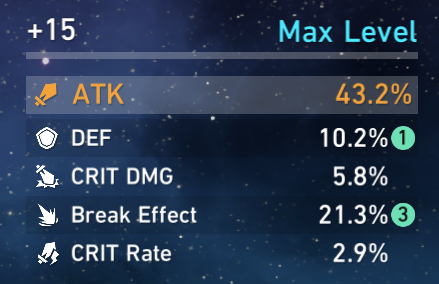 +15 Max Level
ATK 43.2%
DEF 10.2% 1
CRIT DMG 5.8%
Break Effect 21.3% 3
CRIT Rate 2.9%